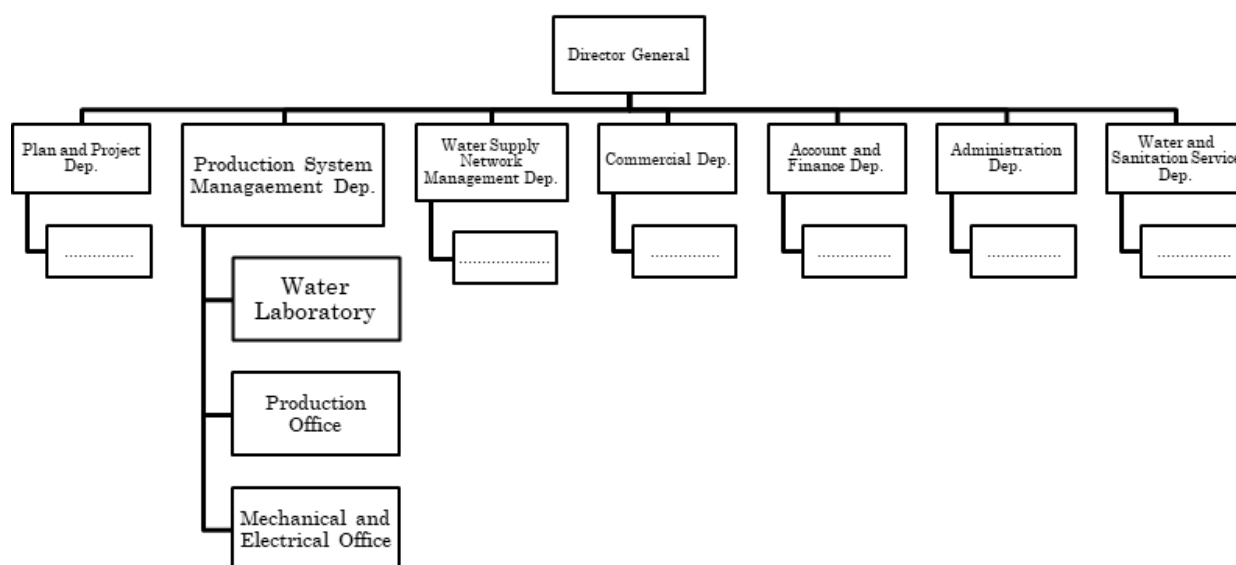 Director General
Plan and Project
Dep.
Production System
Managaement Dep.
Water Supply
Network
Management Dep.
Commercial Dep.
Account and
Finance Dep.
Administration
Dep.
Water and
Sanitation Service
Dep.
...............
.....................
...............
................
................
................
Water
Laboratory
Production
Office
Mechanical and
Electrical Office